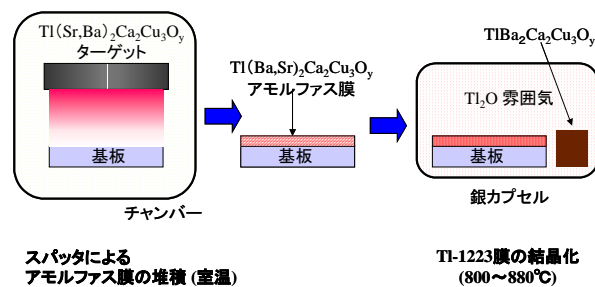 Tl(Sr,Ba)₂Ca₂Cu₃Oy
ターゲット
基板
チャンバー
スパッタによる
アモルファス膜の堆積 (室温)
Tl(Ba,Sr)₂Ca₂Cu₃Oy
アモルファス膜
基板
TlBa₂Ca₂Cu₃Oy
Tl₂O 雰囲気
基板
銀カプセル
Tl-1223膜の結晶化
(800～880℃)